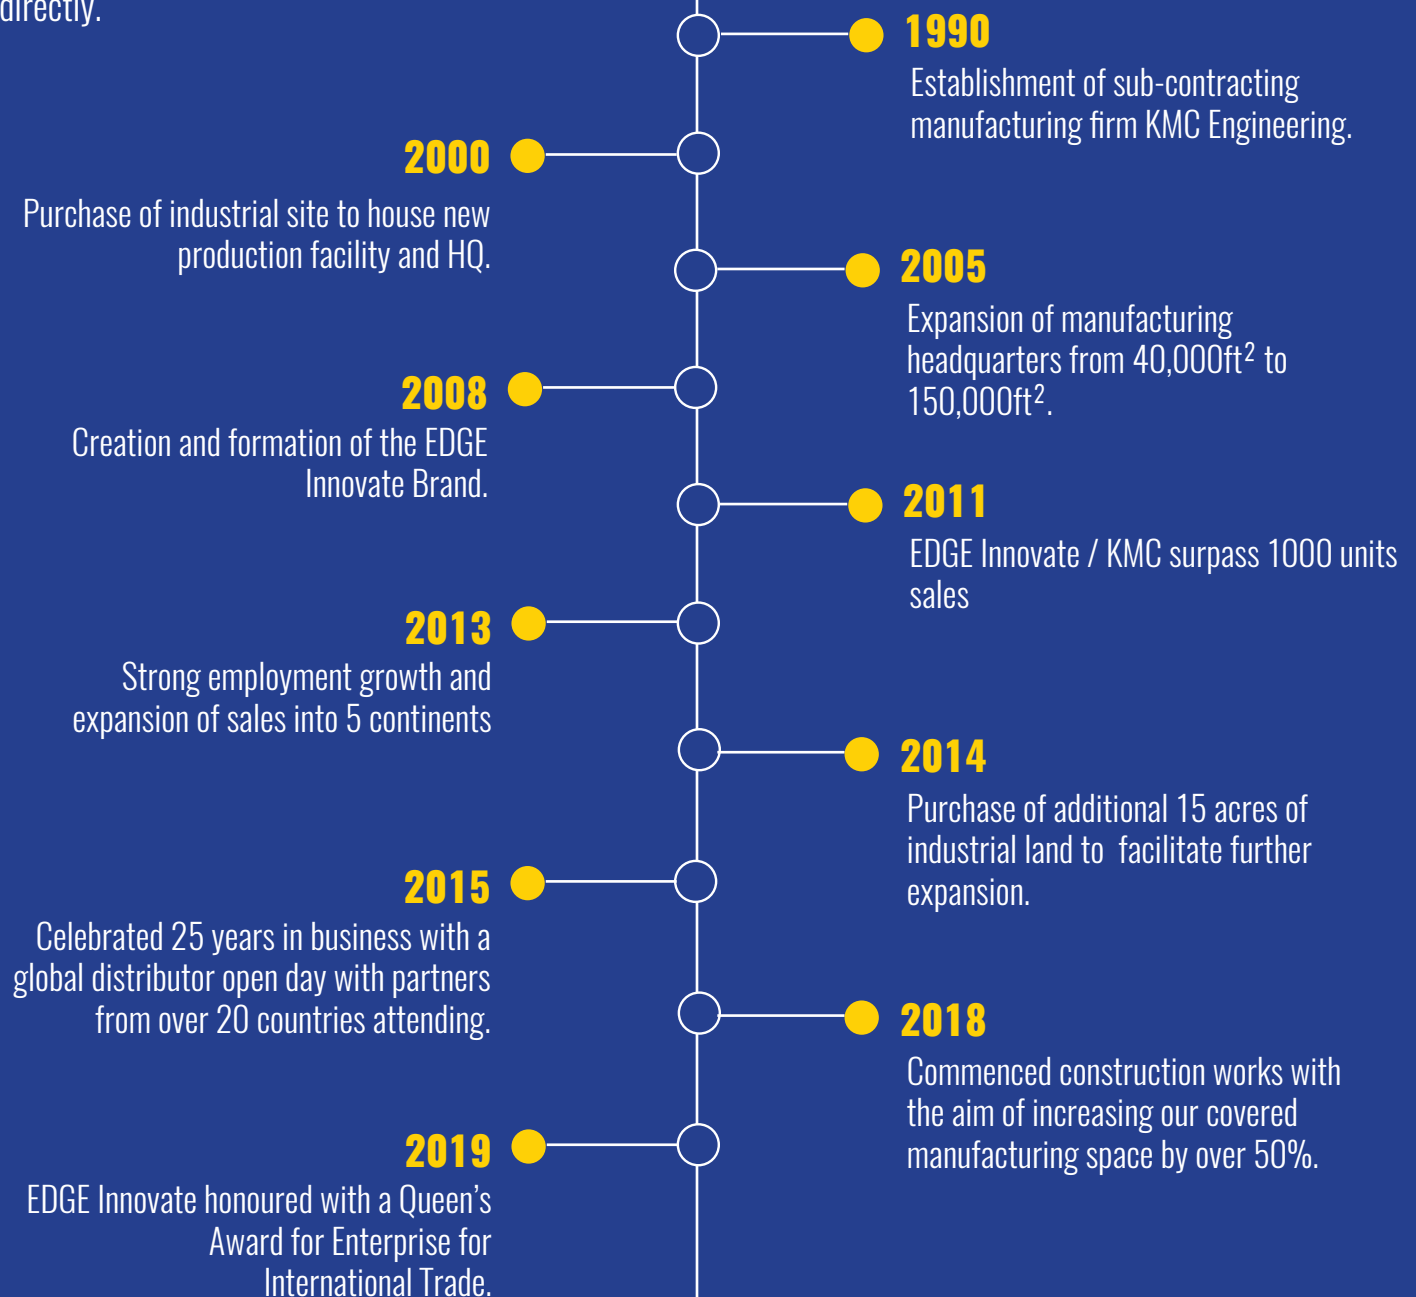 directly.
1990
Establishment of sub-contracting
manufacturing firm KMC Engineering.
2000
Purchase of industrial site to house new
production facility and HQ.
2005
Expansion of manufacturing
headquarters from 40,000ft² to
150,000ft².
2008
Creation and formation of the EDGE
Innovate Brand.
2011
EDGE Innovate / KMC surpass 1000 units
sales
2013
Strong employment growth and
expansion of sales into 5 continents
2014
Purchase of additional 15 acres of
industrial land to  facilitate further
expansion.
2015
Celebrated 25 years in business with a
global distributor open day with partners
from over 20 countries attending.
2018
Commenced construction works with
the aim of increasing our covered
manufacturing space by over 50%.
2019
EDGE Innovate honoured with a Queen’s
Award for Enterprise for
International Trade.